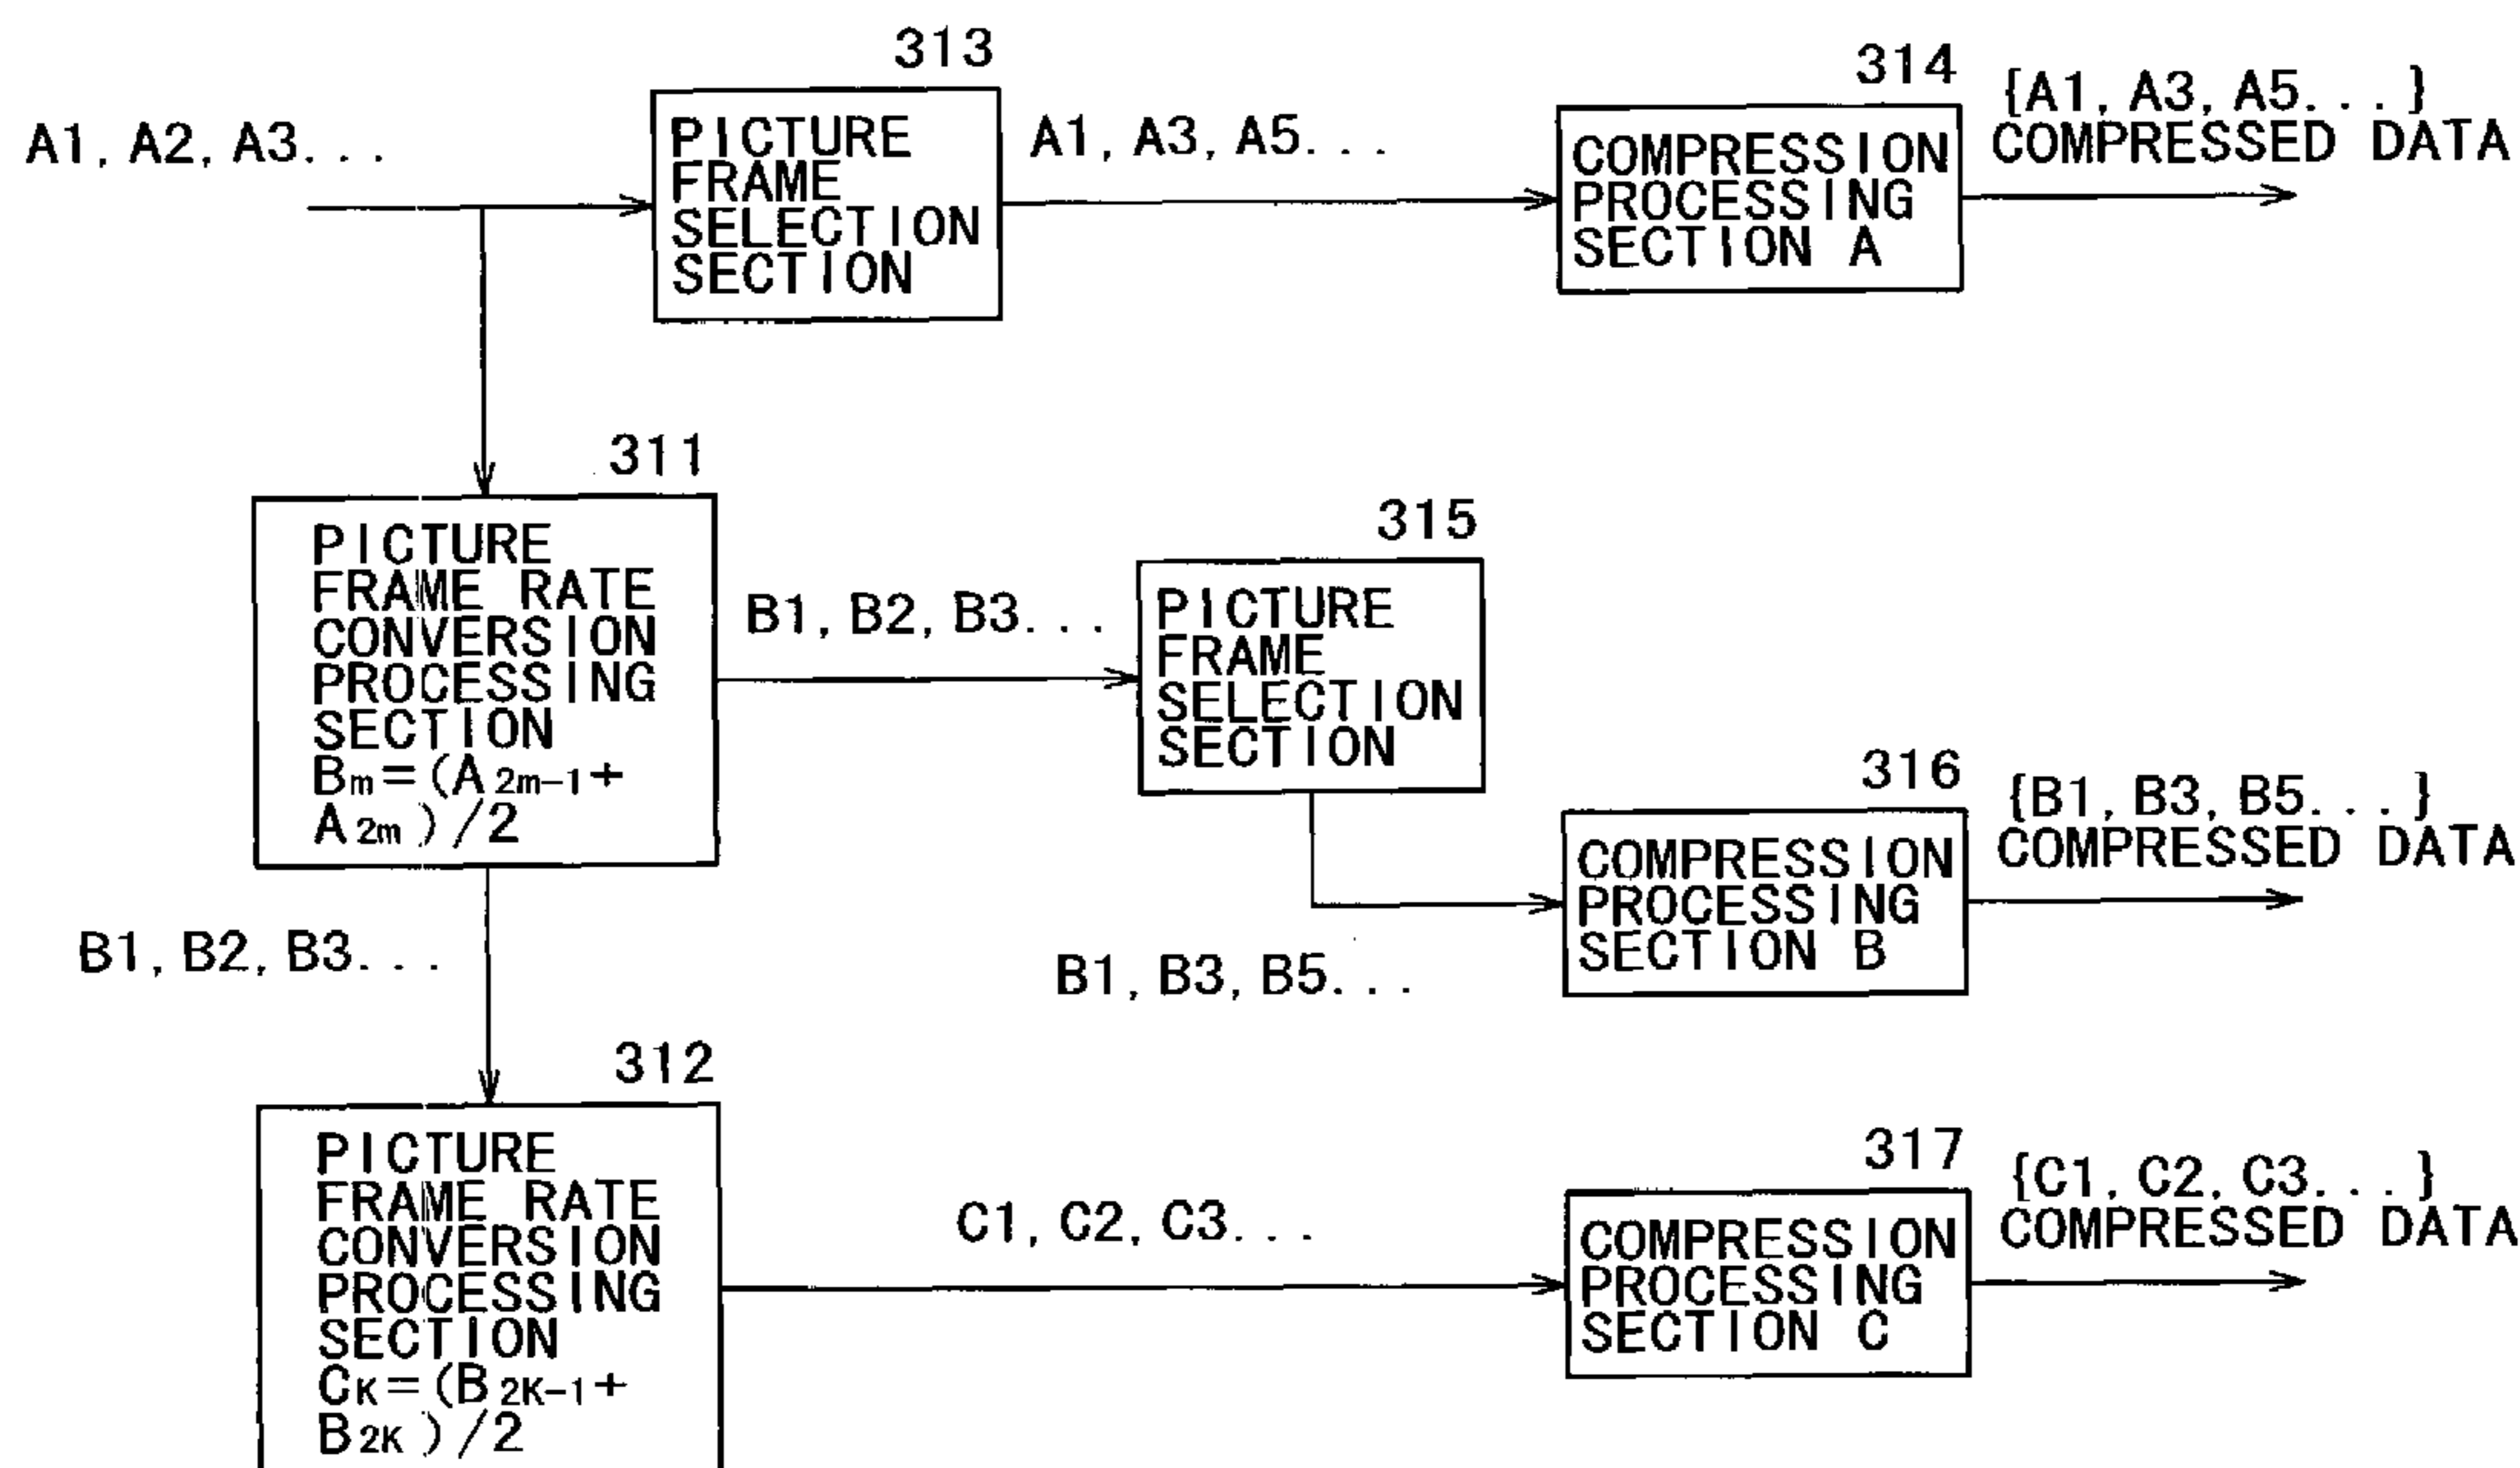 313
314
{A1, A3, A5...}
COMPRESSED DATA
A1, A2, A3...
PICTURE
FRAME
SELECTION
SECTION
A1, A3, A5...
COMPRESSION
PROCESSING
SECTION A
311
PICTURE
FRAME RATE
CONVERSION
PROCESSING
SECTION
Bm=(A2m-1+
A2m)/2
B1, B2, B3...
315
PICTURE
FRAME
SELECTION
SECTION
316
{B1, B3, B5...}
COMPRESSED DATA
COMPRESSION
PROCESSING
SECTION B
B1, B2, B3...
B1, B3, B5...
312
PICTURE
FRAME RATE
CONVERSION
PROCESSING
SECTION
CK=(B2K-1+
B2K)/2
C1, C2, C3...
317
{C1, C2, C3...}
COMPRESSED DATA
COMPRESSION
PROCESSING
SECTION C